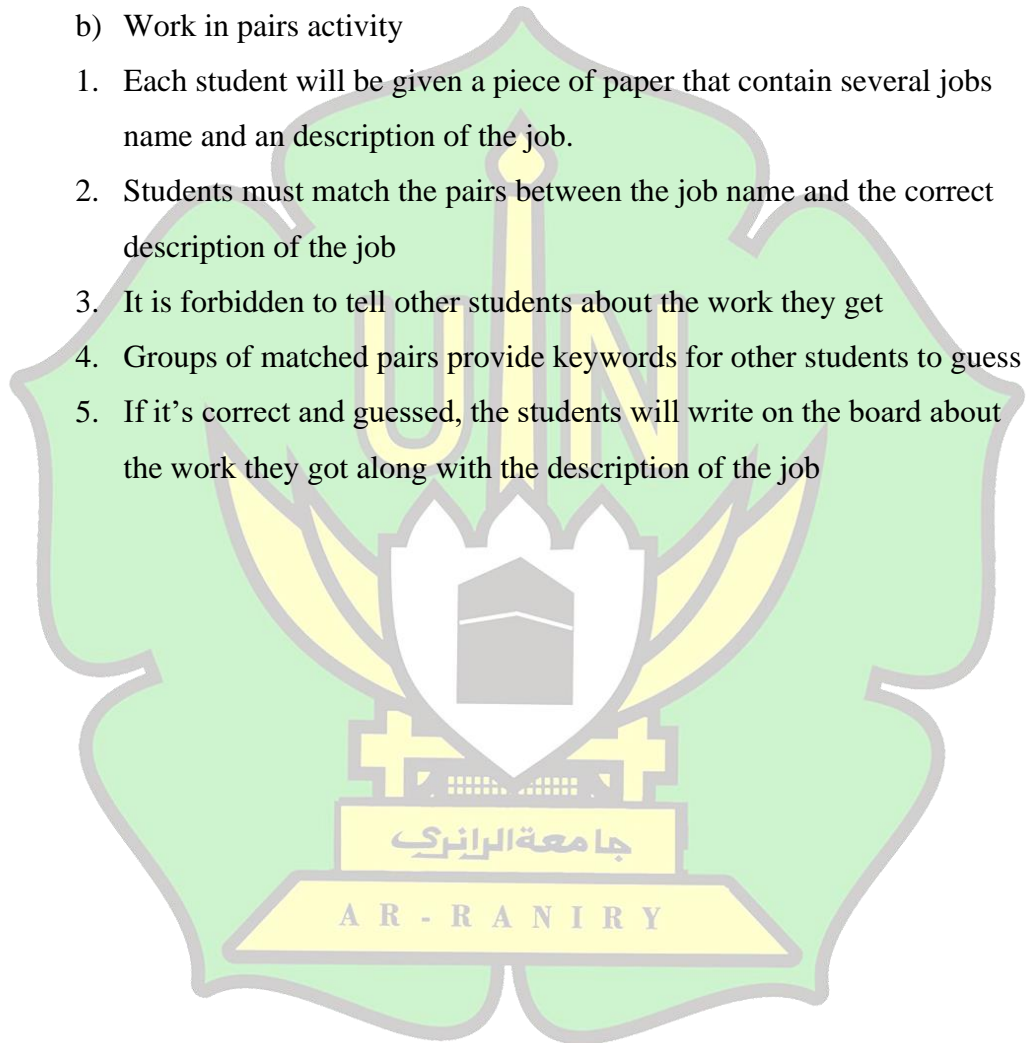 b) Work in pairs activity
1. Each student will be given a piece of paper that contain several jobs
name and an description of the job.
2. Students must match the pairs between the job name and the correct
description of the job
3. It is forbidden to tell other students about the work they get
4. Groups of matched pairs provide keywords for other students to guess
5. If it’s correct and guessed, the students will write on the board about
the work they got along with the description of the job
UIN
جامعة الرانري
AR-RANIRY